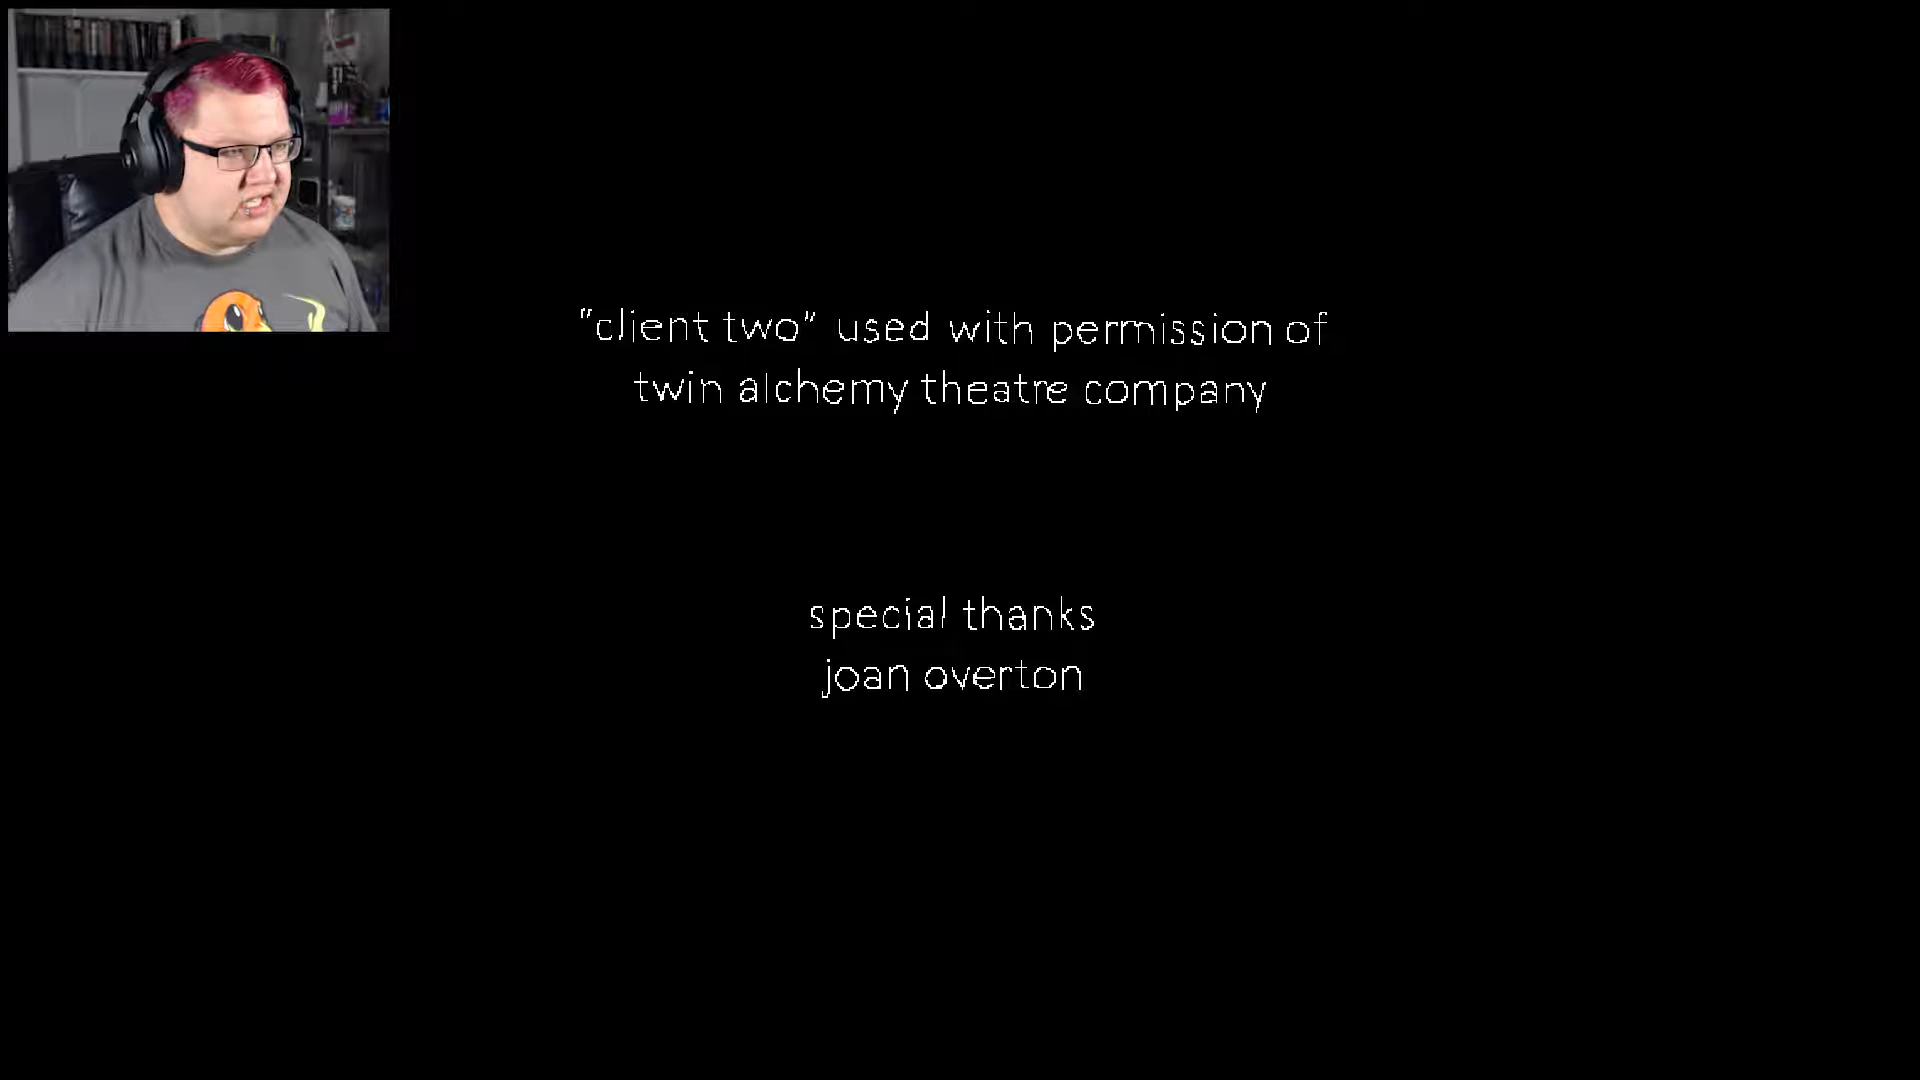 "client two" used with permission of
twin alchemy theatre company
special thanks
joan overton